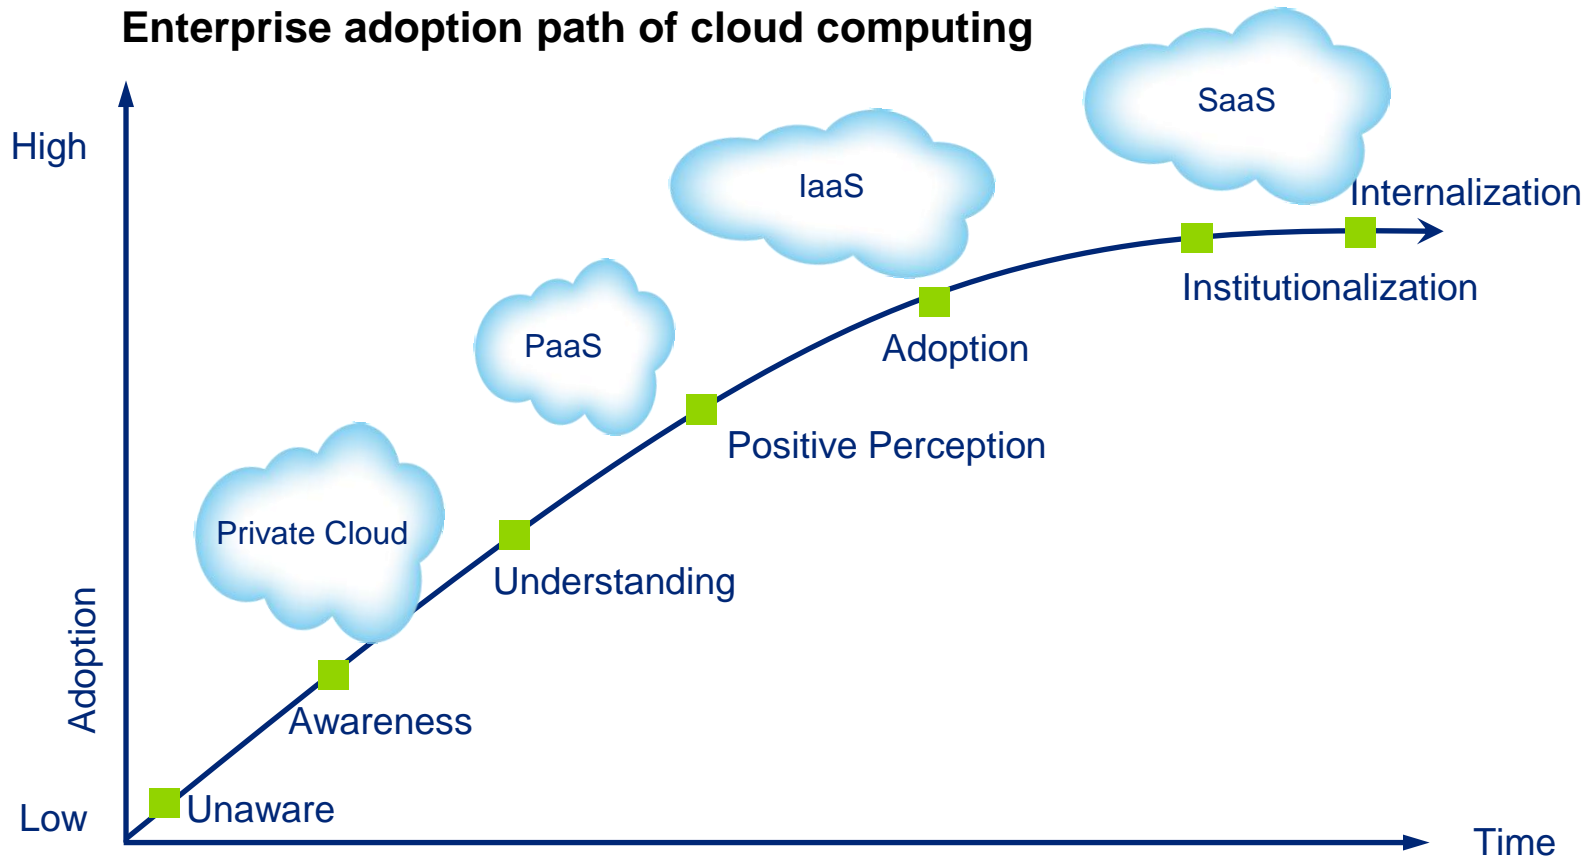 Enterprise adoption path of cloud computing
SaaS
High
IaaS
Internalization
Institutionalization
PaaS
Adoption
Positive Perception
Private Cloud
Understanding
Adoption
Awareness
Unaware
Low
Time